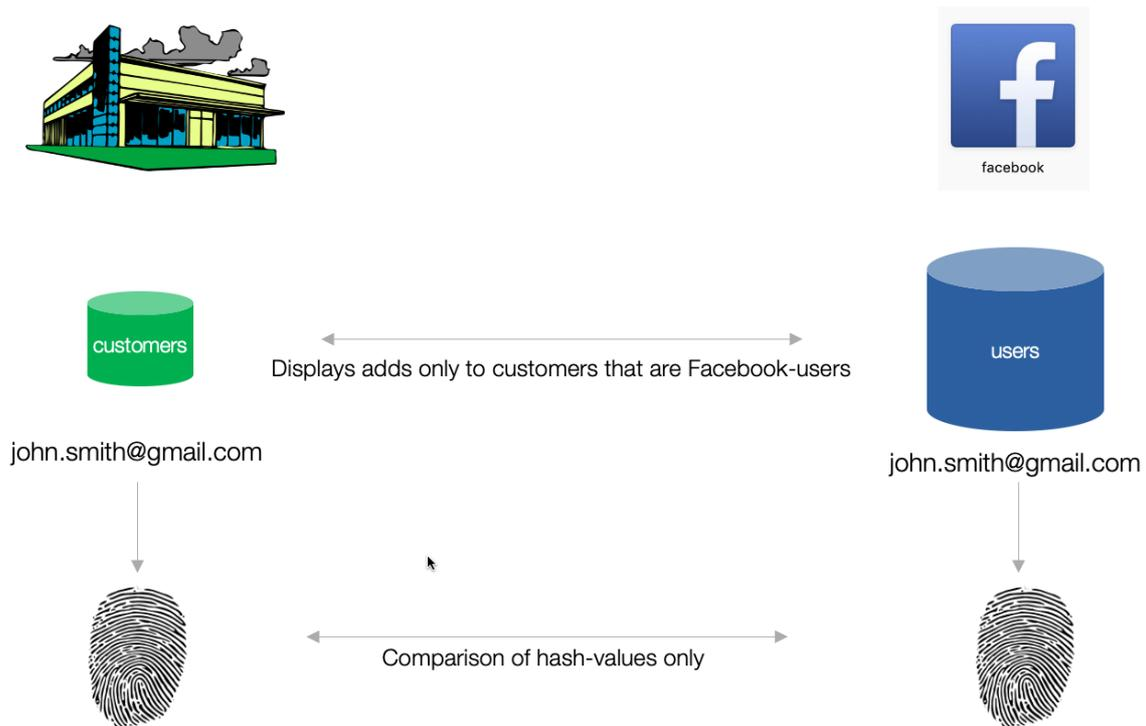 facebook
customers
users
Displays adds only to customers that are Facebook-users
john.smith@gmail.com
john.smith@gmail.com
Comparison of hash-values only